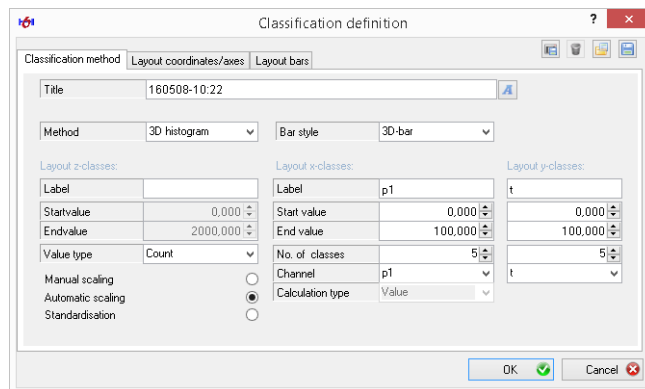 Classification definition
?
Classification method Layout coordinates/axes Layout bars
Title 160508-10:22 A
Method 3D histogram Bar style 3D-bar
Layout z-classes: Layout x-classes: Layout y-classes:
Label Label p1 t
Startvalue 0,000 Start value 0,000 0,000
Endvalue 2000,000 End value 100,000 100,000
Value type Count No. of classes 5 5
Manual scaling Channel p1 t
Automatic scaling Calculation type Value
Standardisation
OK Cancel